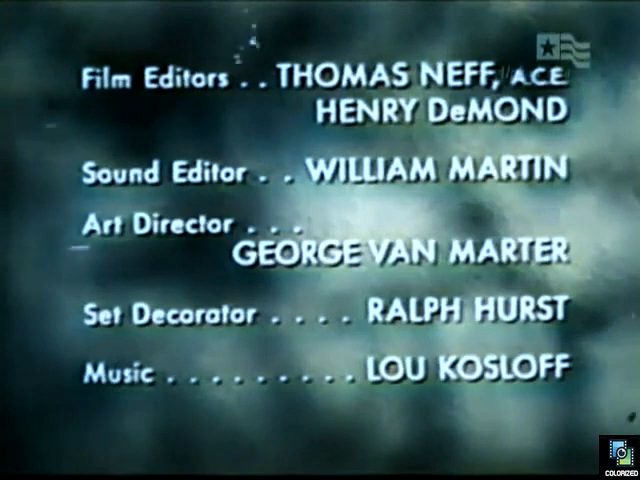 Film Editors . . THOMAS NEFF, A.C.E.
HENRY DeMOND
Sound Editor . . WILLIAM MARTIN
Art Director . . .
GEORGE VAN MARTER
Set Decorator . . . . RALPH HURST
Music . . . . . . . . . LOU KOSLOFF
COLORIZED